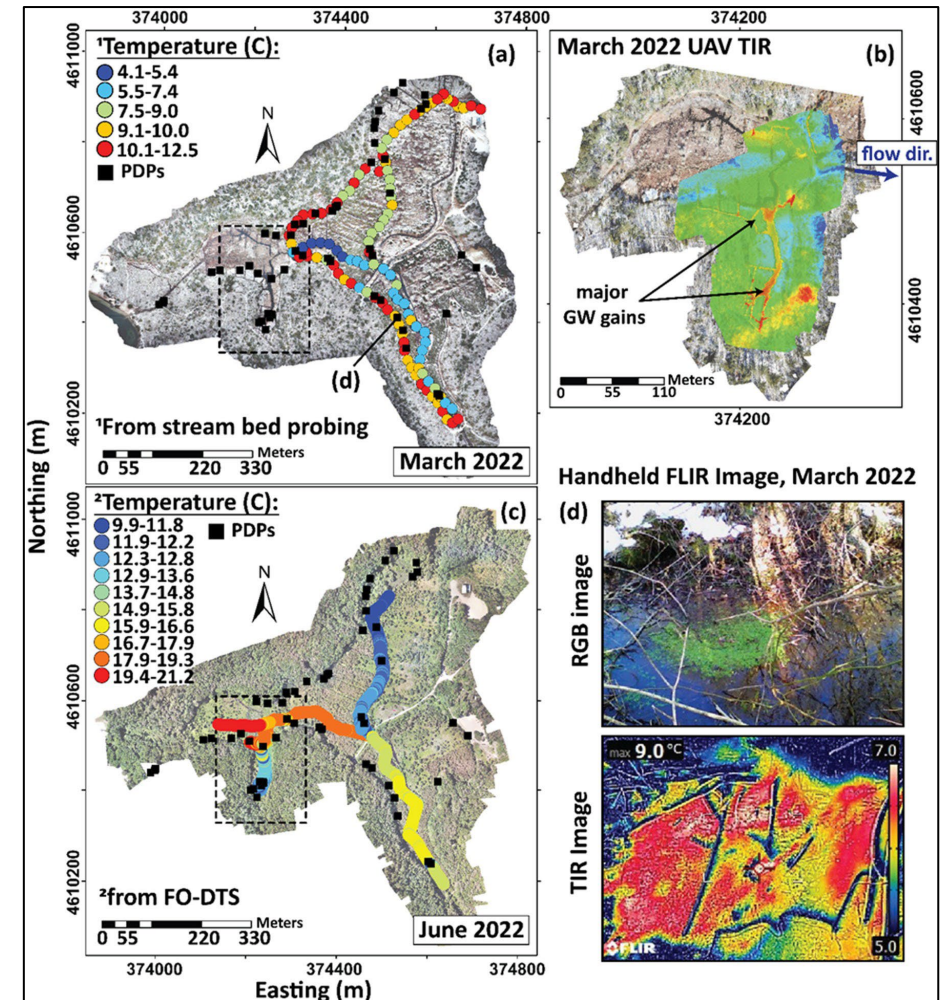 374000 374400 374800
4611000
4610600
4610200
¹Temperature (C):
4.1-5.4
5.5-7.4
7.5-9.0
9.1-10.0
10.1-12.5
PDPs
(a)
N
(d)
¹From stream bed probing
0 55 220 330 Meters
March 2022
374200
March 2022 UAV TIR
(b)
4610600
flow dir.
major
GW gains
4610400
0 55 110 Meters
374200
Northing (m)
4611000
4610600
4610200
²Temperature (C):
9.9-11.8
11.9-12.2
12.3-12.8
12.9-13.6
13.7-14.8
14.9-15.8
15.9-16.6
16.7-17.9
17.9-19.3
19.4-21.2
PDPs
(c)
N
²from FO-DTS
0 55 220 330 Meters
June 2022
374000 374400 374800
Easting (m)
Handheld FLIR Image, March 2022
(d)
RGB image
TIR Image
max 9.0 °C
7.0
5.0
FLIR